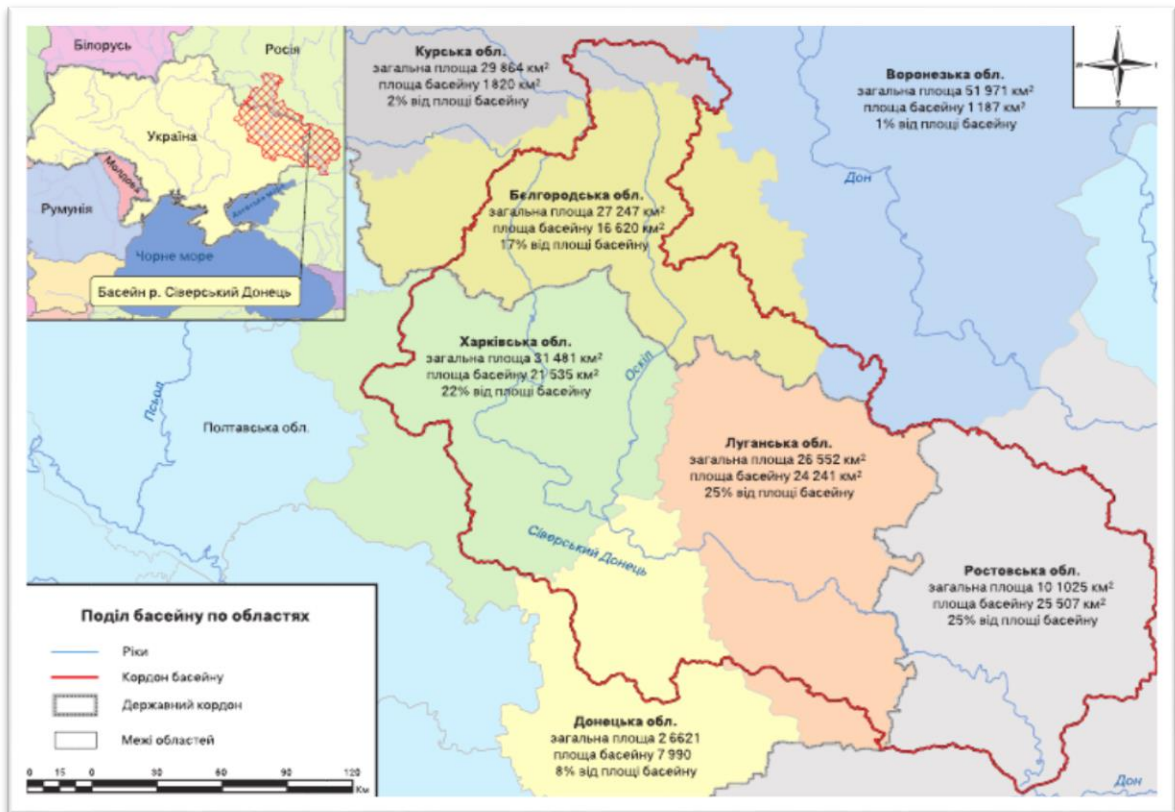 Білорусь
Росія
Україна
Молдова
Румунія
Азовське море
Чорне море
Басейн р. Сіверський Донець
Курська обл.
загальна площа 29 864 км²
площа басейну 1 820 км²
2% від площі басейну
Воронезька обл.
загальна площа 51 971 км²
площа басейну 1 187 км²
1% від площі басейну
Дон
Бєлгородська обл.
загальна площа 27 247 км²
площа басейну 16 620 км²
17% від площі басейну
Харківська обл.
загальна площа 31 481 км²
площа басейну 21 535 км²
22% від площі басейну
Оскіл
Псьол
Полтавська обл.
Луганська обл.
загальна площа 26 552 км²
площа басейну 24 241 км²
25% від площі басейну
Сіверський Донець
Ростовська обл.
загальна площа 10 1025 км²
площа басейну 25 507 км²
25% від площі басейну
Донецька обл.
загальна площа 2 6621
площа басейну 7 990
8% від площі басейну
Дон
Поділ басейну по областях
Ріки
Кордон басейну
Державний кордон
Межі областей
0 15 0 30 60 90 120
Км